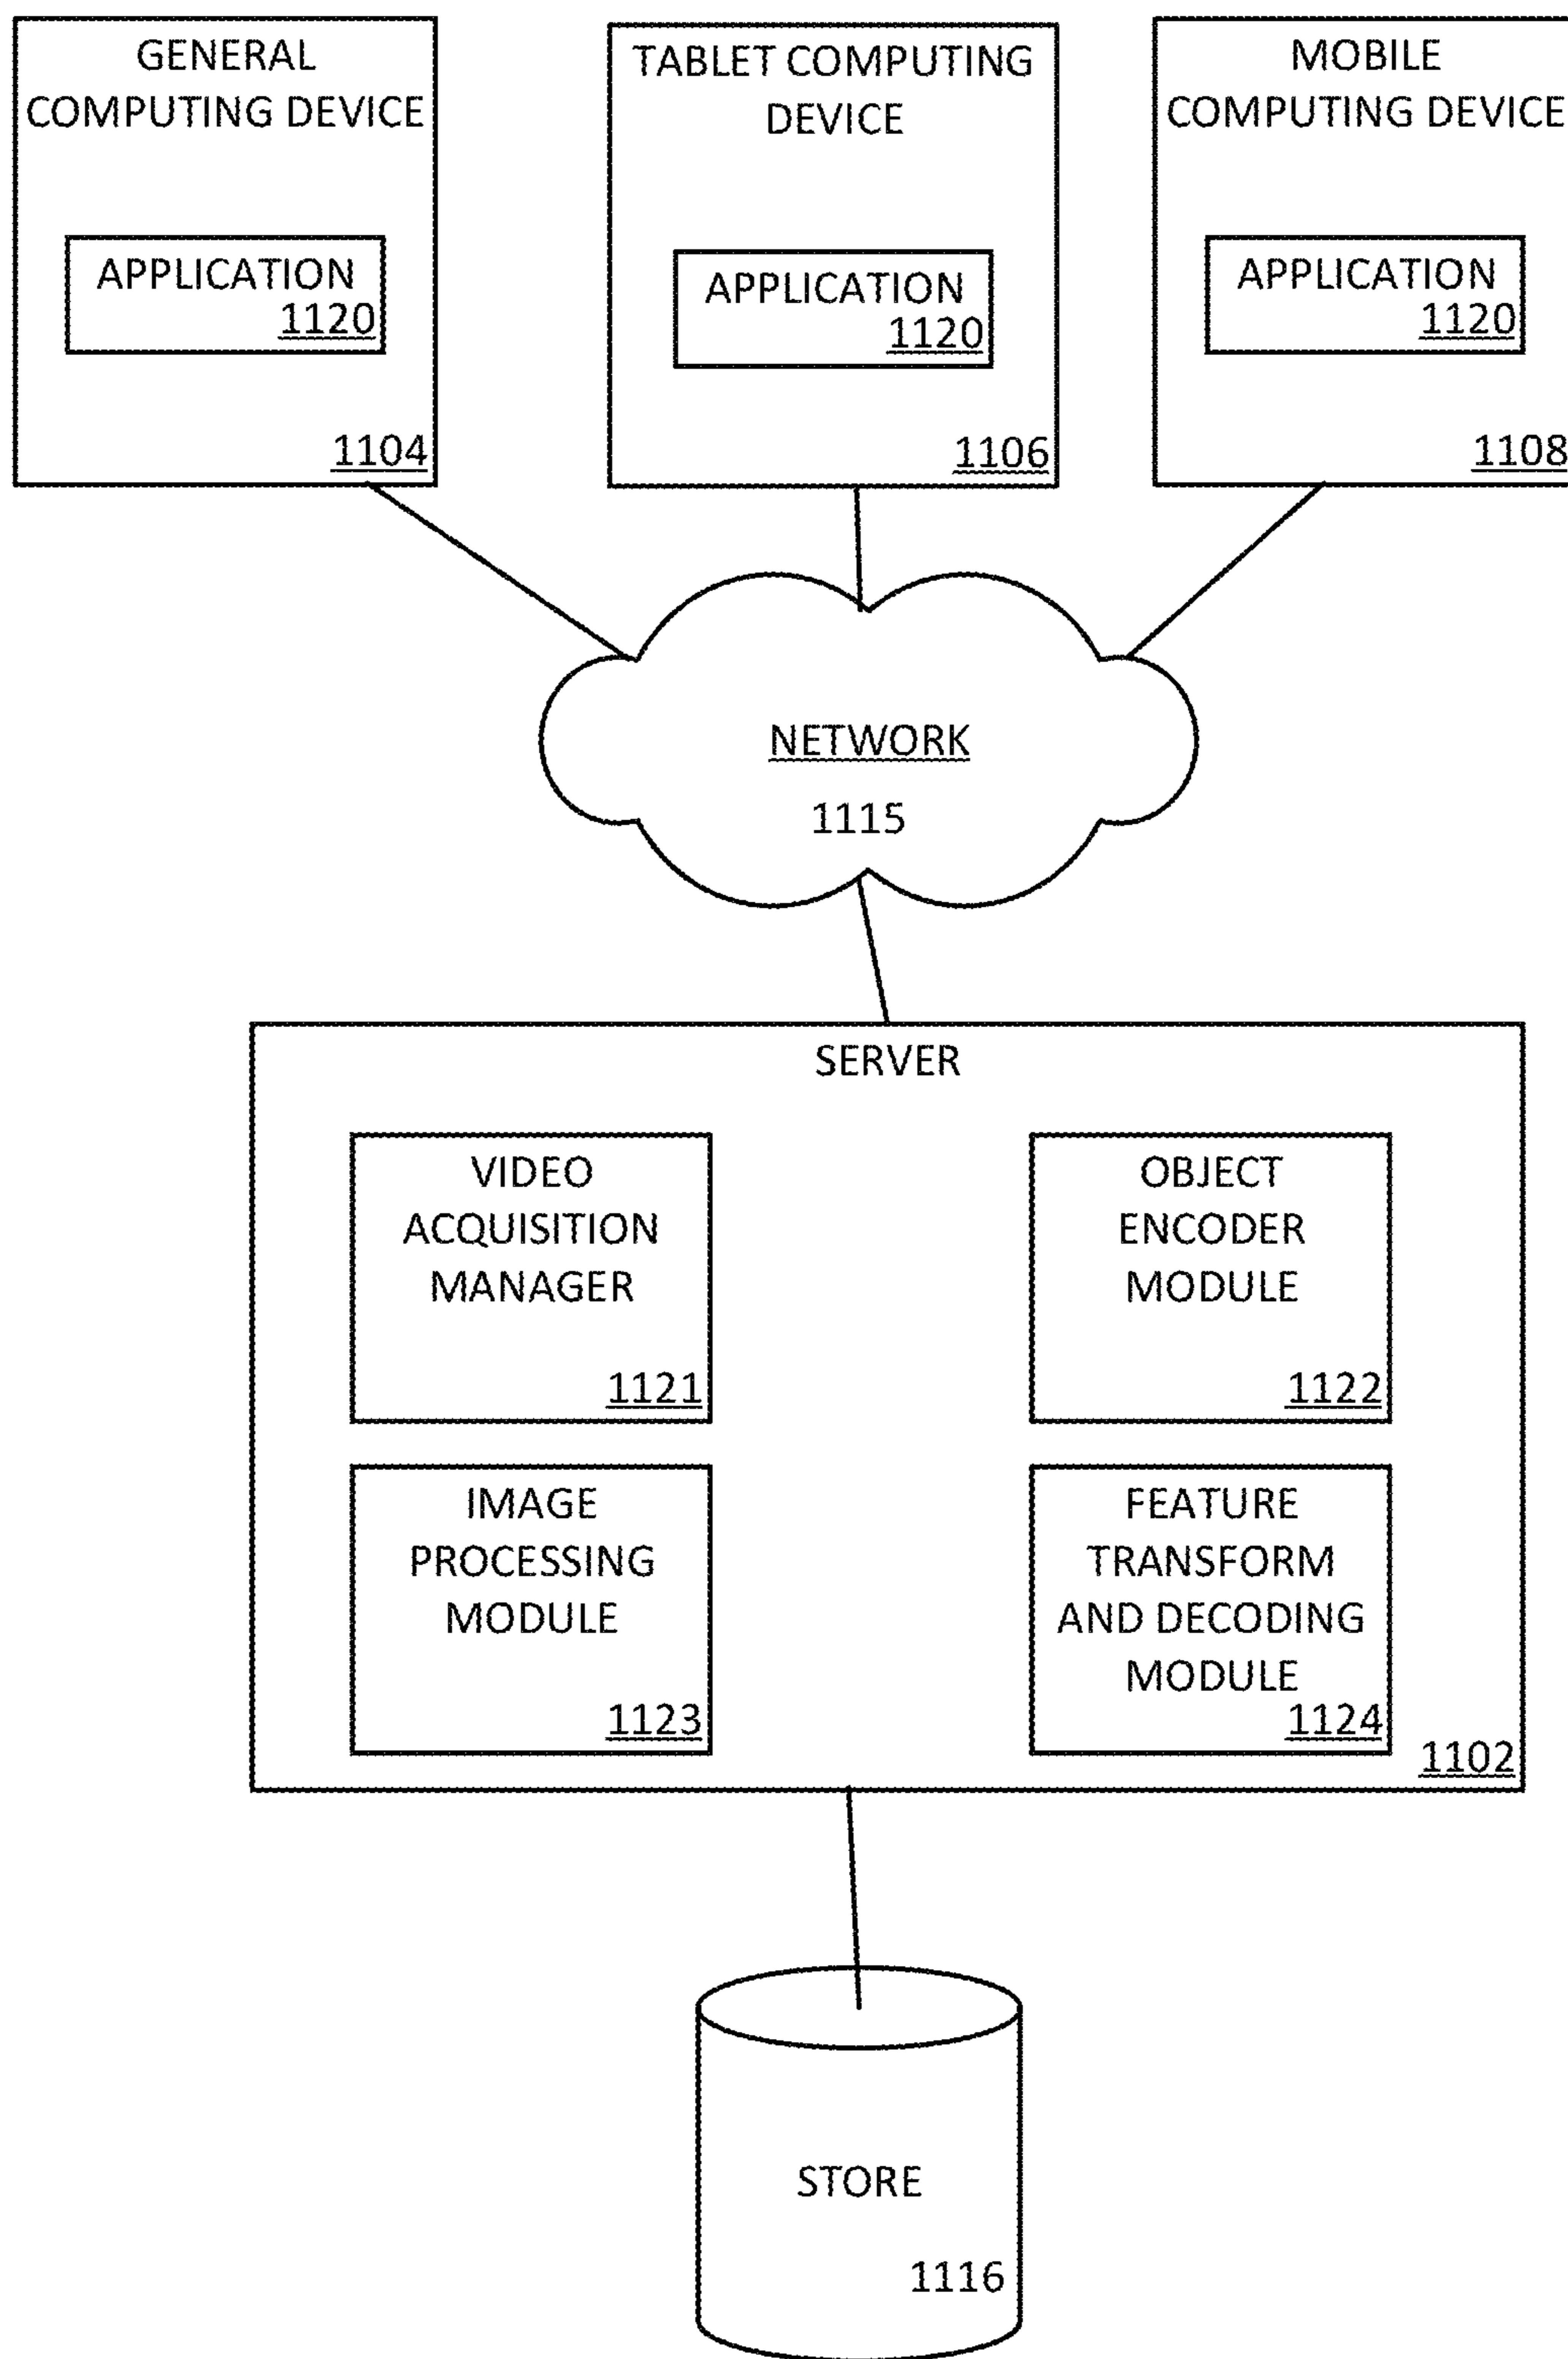 GENERAL
COMPUTING DEVICE
APPLICATION
1120
1104
TABLET COMPUTING
DEVICE
APPLICATION
1120
1106
MOBILE
COMPUTING DEVICE
APPLICATION
1120
1108
NETWORK
1115
SERVER
VIDEO
ACQUISITION
MANAGER
1121
OBJECT
ENCODER
MODULE
1122
IMAGE
PROCESSING
MODULE
1123
FEATURE
TRANSFORM
AND DECODING
MODULE
1124
1102
STORE
1116